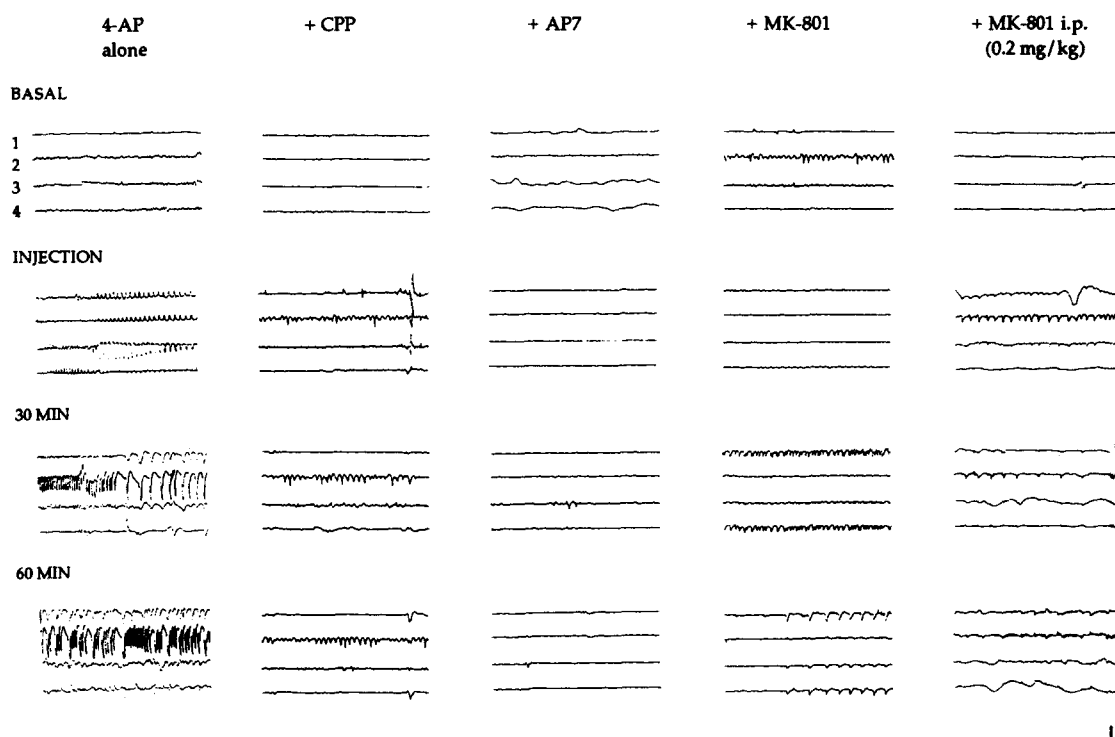 4-AP
alone
+ CPP
+ AP7
+ MK-801
+ MK-801 i.p.
(0.2 mg/kg)
BASAL
1
2
3
4
INJECTION
30 MIN
60 MIN